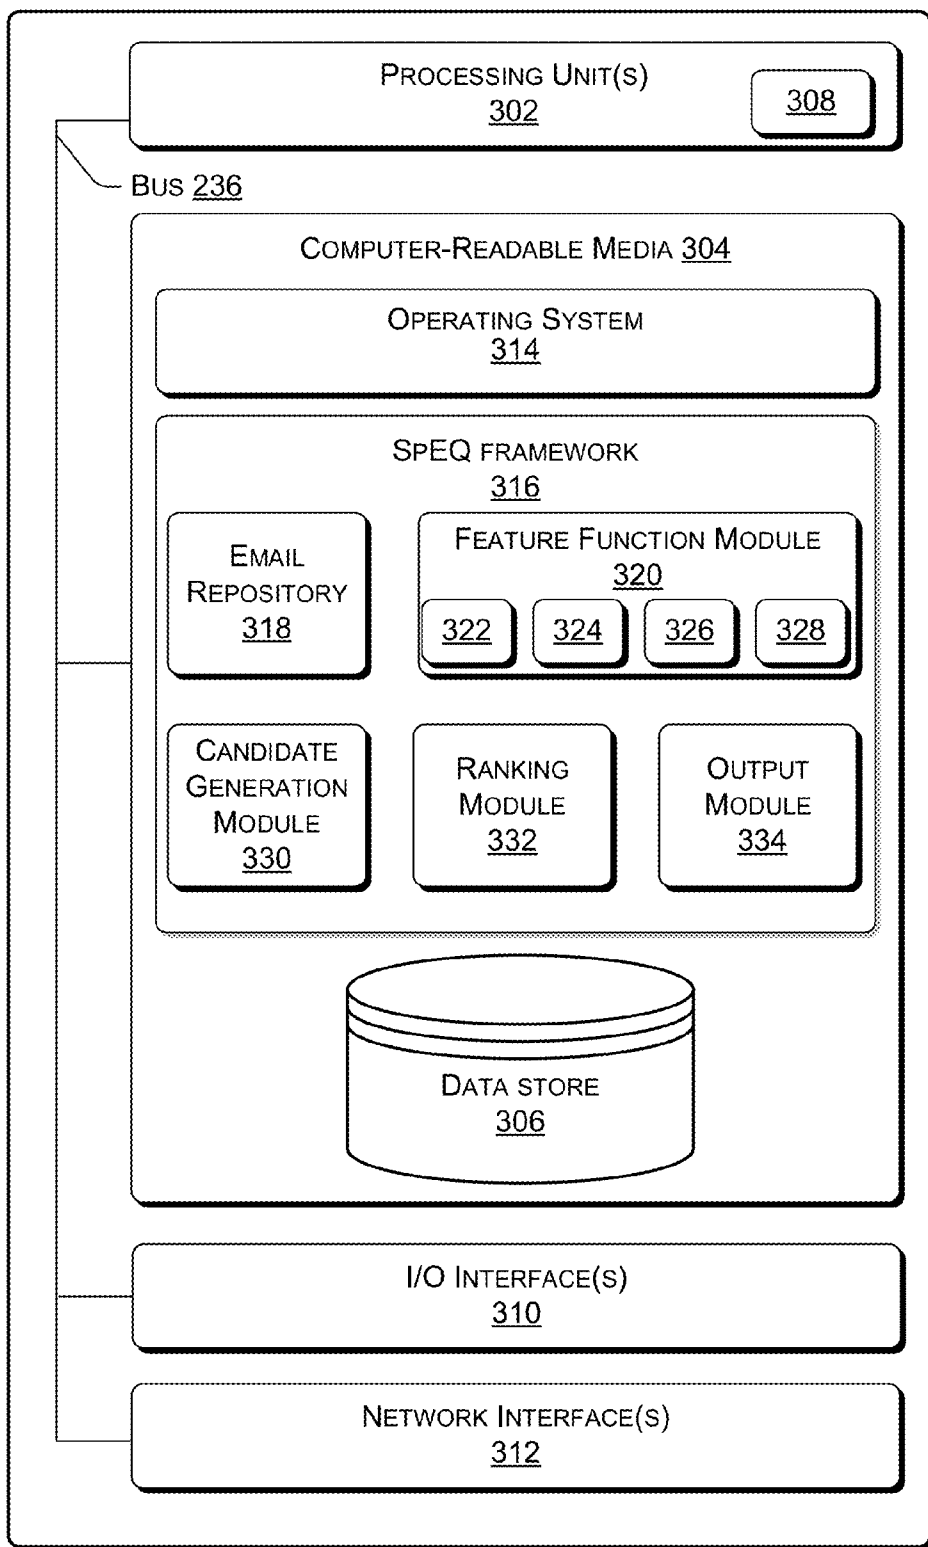 Processing Unit(s)
302
308
Bus 236
Computer-Readable Media 304
Operating System
314
SpEQ framework
316
Email
Repository
318
Feature Function Module
320
322 324 326 328
Candidate
Generation
Module
330
Ranking
Module
332
Output
Module
334
Data store
306
I/O Interface(s)
310
Network Interface(s)
312